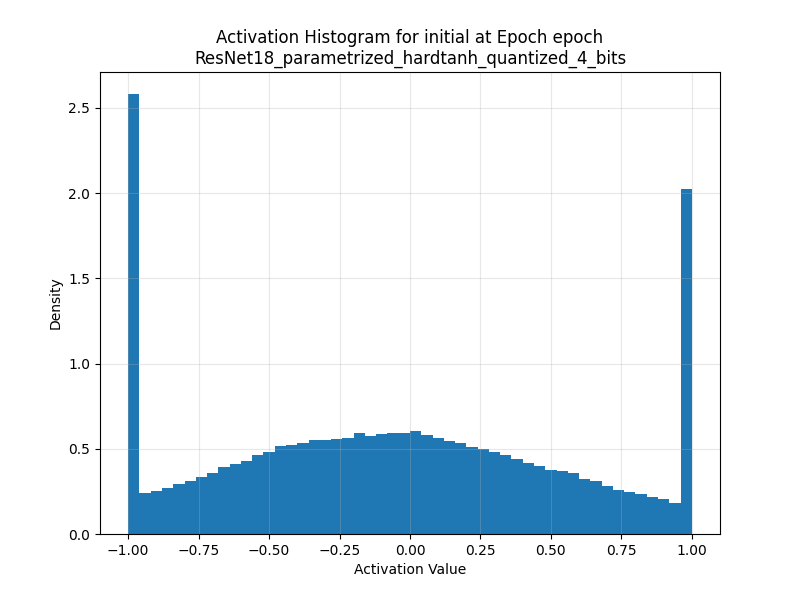 Activation Histogram for initial at Epoch epoch
ResNet18_parametrized_hardtanh_quantized_4_bits
2.5
2.0
1.5
1.0
0.5
0.0
Density
−1.00 −0.75 −0.50 −0.25 0.00 0.25 0.50 0.75 1.00
Activation Value